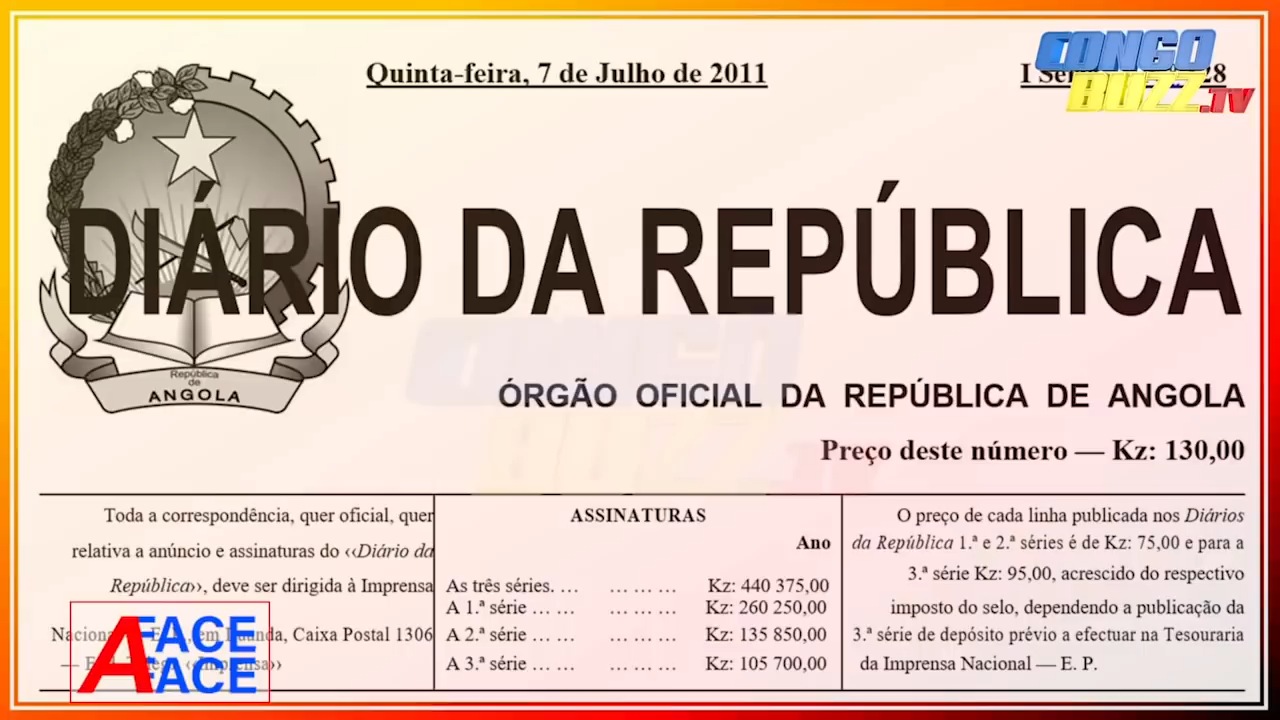 Quinta-feira, 7 de Julho de 2011
I 28
CONGO
BUZZ.TV
DIÁRIO DA REPÚBLICA
República
de
ANGOLA
ÓRGÃO OFICIAL DA REPÚBLICA DE ANGOLA
Preço deste número — Kz: 130,00
Toda a correspondência, quer oficial, quer
relativa a anúncio e assinaturas do ‹‹Diário da
República››, deve ser dirigida à Imprensa
Caixa Postal 1306
ASSINATURAS
Ano
As três séries. … … … … Kz: 440 375,00
A 1.ª série … … … … … Kz: 260 250,00
A 2.ª série … … … … … Kz: 135 850,00
A 3.ª série … … … … … Kz: 105 700,00
O preço de cada linha publicada nos Diários
da República 1.ª e 2.ª séries é de Kz: 75,00 e para a
3.ª série Kz: 95,00, acrescido do respectivo
imposto do selo, dependendo a publicação da
3.ª série de depósito prévio a efectuar na Tesouraria
da Imprensa Nacional — E. P.
FACE
A
FACE
CONGO
BUZZ.TV